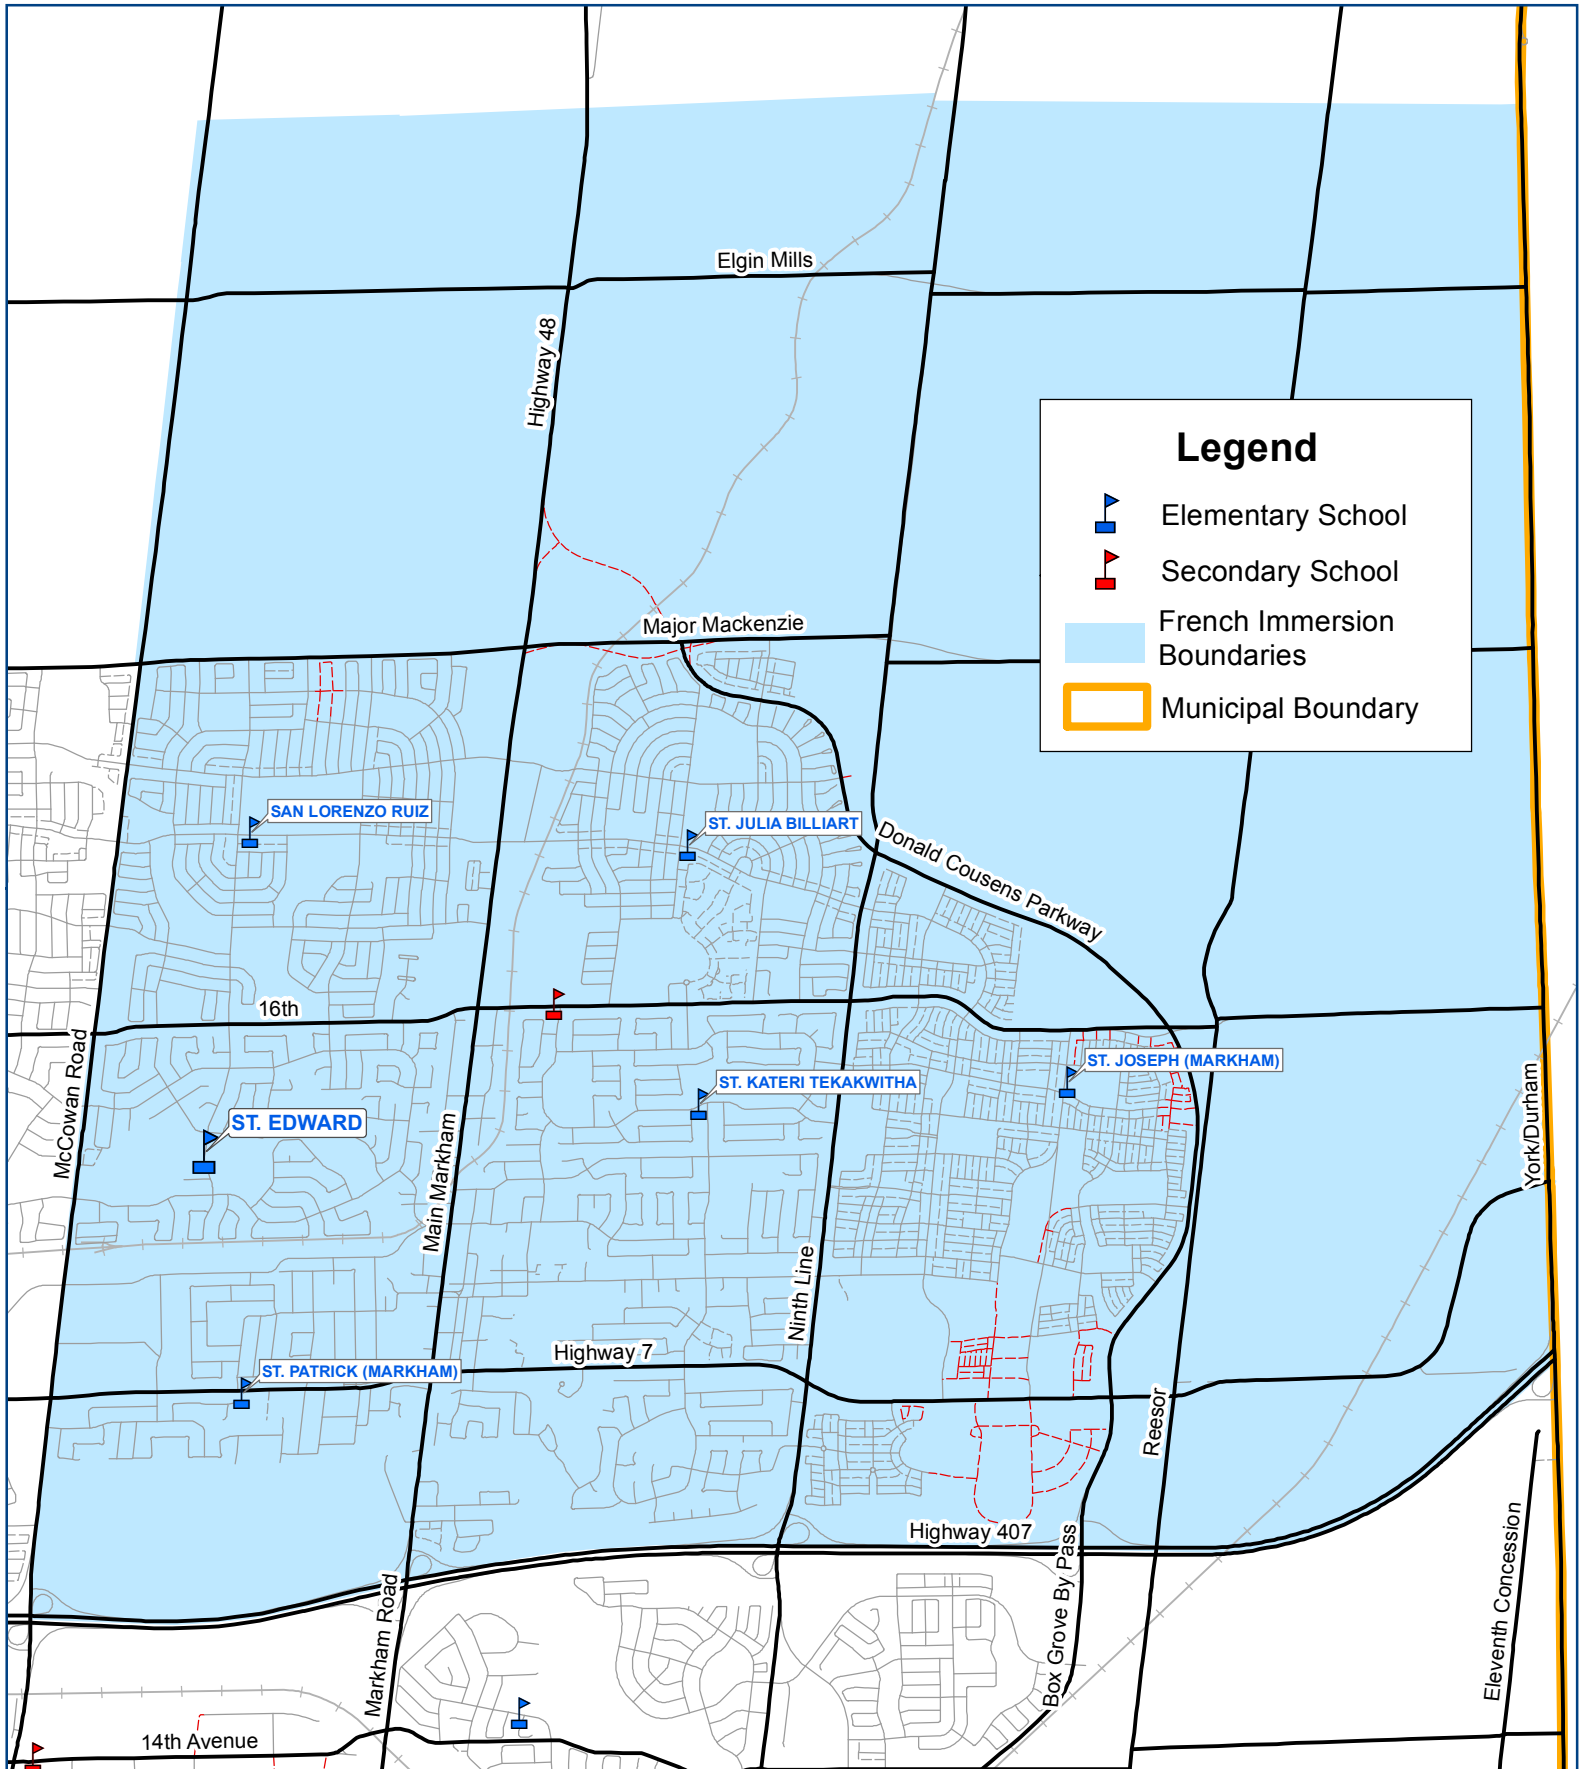 Elgin Mills
Highway 48
Legend
Elementary School
Secondary School
French Immersion
Boundaries
Municipal Boundary
Major Mackenzie
SAN LORENZO RUIZ
ST. JULIA BILLIART
Donald Cousens Parkway
16th
McCowan Road
ST. JOSEPH (MARKHAM)
ST. KATERI TEKAKWITHA
ST. EDWARD
Main Markham
York/Durham
Ninth Line
Highway 7
ST. PATRICK (MARKHAM)
Reesor
Highway 407
Box Grove By Pass
Eleventh Concession
Markham Road
14th Avenue